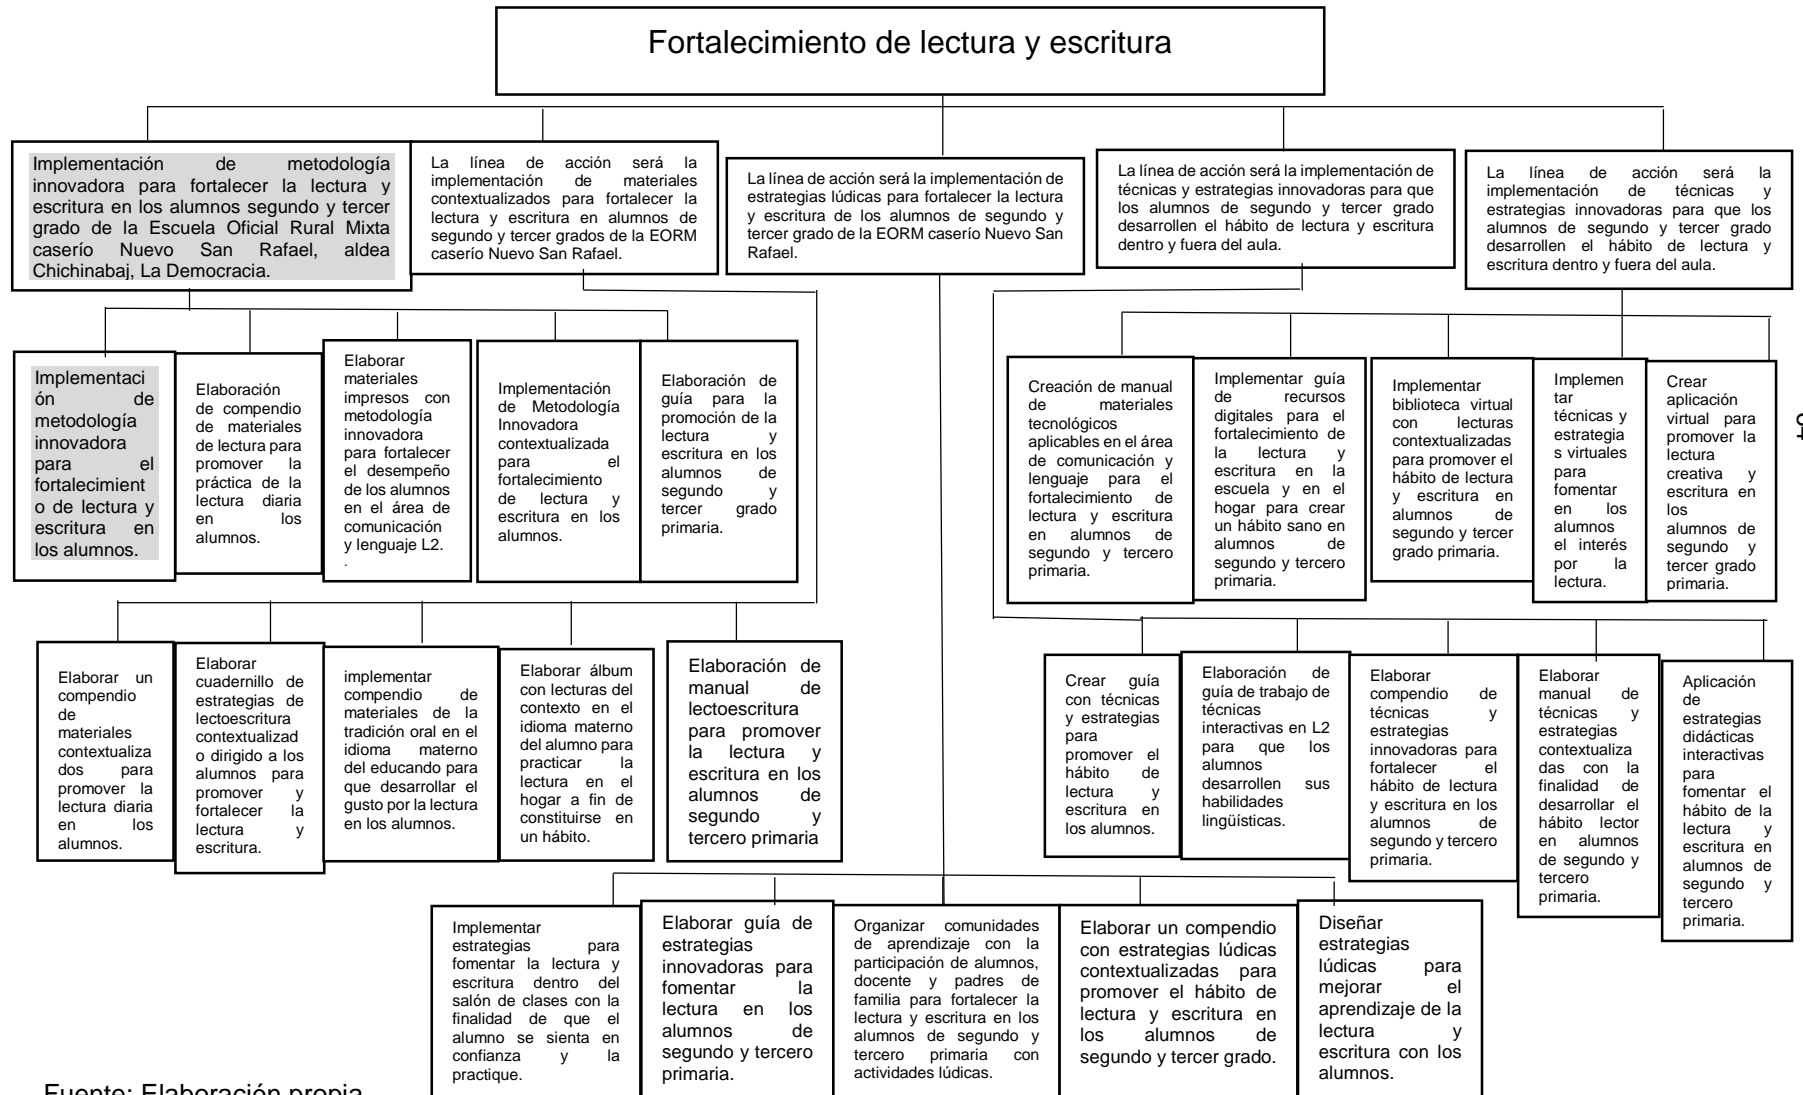 Fortalecimiento de lectura y escritura
Implementación de metodología
innovadora para fortalecer la lectura y
escritura en los alumnos segundo y tercer
grado de la Escuela Oficial Rural Mixta
caserío Nuevo San Rafael, aldea
Chichinabaj, La Democracia.
La línea de acción será la
implementación de materiales
contextualizados para fortalecer la
lectura y escritura en alumnos de
segundo y tercer grados de la EORM
caserío Nuevo San Rafael.
La línea de acción será la implementación de
estrategias lúdicas para fortalecer la lectura
y escritura de los alumnos de segundo y
tercer grado de la EORM caserío Nuevo San
Rafael.
La línea de acción será la implementación de
técnicas y estrategias innovadoras para que
los alumnos de segundo y tercer grado
desarrollen el hábito de lectura y escritura
dentro y fuera del aula.
La línea de acción será la
implementación de técnicas y
estrategias innovadoras para que los
alumnos de segundo y tercer grado
desarrollen el hábito de lectura y
escritura dentro y fuera del aula.
Implementaci
ón de
metodología
innovadora
para el
fortalecimient
o de lectura y
escritura en
los alumnos.
Elaboración
de compendio
de materiales
de lectura para
promover la
práctica de la
lectura diaria
en los
alumnos.
Elaborar
materiales
impresos con
metodología
innovadora
para fortalecer
el desempeño
de los alumnos
en el área de
comunicación
y lenguaje L2.
.
Implementación
de Metodología
Innovadora
contextualizada
para el
fortalecimiento
de lectura y
escritura en los
alumnos.
Elaboración de
guía para la
promoción de la
lectura y
escritura en los
alumnos de
segundo y
tercer grado
primaria.
Creación de manual
de materiales
tecnológicos
aplicables en el área
de comunicación y
lenguaje para el
fortalecimiento de
lectura y escritura
en alumnos de
segundo y tercero
primaria.
Implementar guía
de recursos
digitales para el
fortalecimiento de
la lectura y
escritura en la
escuela y en el
hogar para crear
un hábito sano en
alumnos de
segundo y tercero
primaria.
Implementar
biblioteca virtual
con lecturas
contextualizadas
para promover el
hábito de lectura
y escritura en
alumnos de
segundo y tercer
grado primaria.
Implemen
tar
técnicas y
estrategia
s virtuales
para
fomentar
en los
alumnos
el interés
por la
lectura.
Crear
aplicación
virtual para
promover la
lectura
creativa y
escritura en
los
alumnos de
segundo y
tercer grado
primaria.
Elaborar un
compendio
de
materiales
contextualiza
dos para
promover la
lectura diaria
en los
alumnos.
Elaborar
cuadernillo de
estrategias de
lectoescritura
contextualizad
o dirigido a los
alumnos para
promover y
fortalecer la
lectura y
escritura.
implementar
compendio de
materiales de la
tradición oral en el
idioma materno
del educando para
que desarrollar el
gusto por la lectura
en los alumnos.
Elaborar álbum
con lecturas del
contexto en el
idioma materno
del alumno para
practicar la
lectura en el
hogar a fin de
constituirse en
un hábito.
Elaboración de
manual de
lectoescritura
para promover
la lectura y
escritura en los
alumnos de
segundo y
tercero primaria
Crear guía
con técnicas
y estrategias
para
promover el
hábito de
lectura y
escritura en
los alumnos.
Elaboración de
guía de trabajo de
técnicas
interactivas en L2
para que los
alumnos
desarrollen sus
habilidades
lingüísticas.
Elaborar
compendio de
técnicas y
estrategias
innovadoras para
fortalecer el
hábito de lectura
y escritura en los
alumnos de
segundo y tercero
primaria.
Elaborar
manual de
técnicas y
estrategias
contextualiza
das con la
finalidad de
desarrollar el
hábito lector
en alumnos
de segundo y
tercero
primaria.
Aplicación
de
estrategias
didácticas
interactivas
para
fomentar el
hábito de la
lectura y
escritura en
alumnos de
segundo y
tercero
primaria.
Implementar
estrategias para
fomentar la lectura y
escritura dentro del
salón de clases con la
finalidad de que el
alumno se sienta en
confianza y la
practique.
Elaborar guía de
estrategias
innovadoras para
fomentar la
lectura en los
alumnos de
segundo y tercero
primaria.
Organizar comunidades
de aprendizaje con la
participación de alumnos,
docente y padres de
familia para fortalecer la
lectura y escritura en los
alumnos de segundo y
tercero primaria con
actividades lúdicas.
Elaborar un compendio
con estrategias lúdicas
contextualizadas para
promover el hábito de
lectura y escritura en
los alumnos de
segundo y tercer grado.
Diseñar
estrategias
lúdicas para
mejorar el
aprendizaje de la
lectura y
escritura con los
alumnos.
Fuente: Elaboración propia